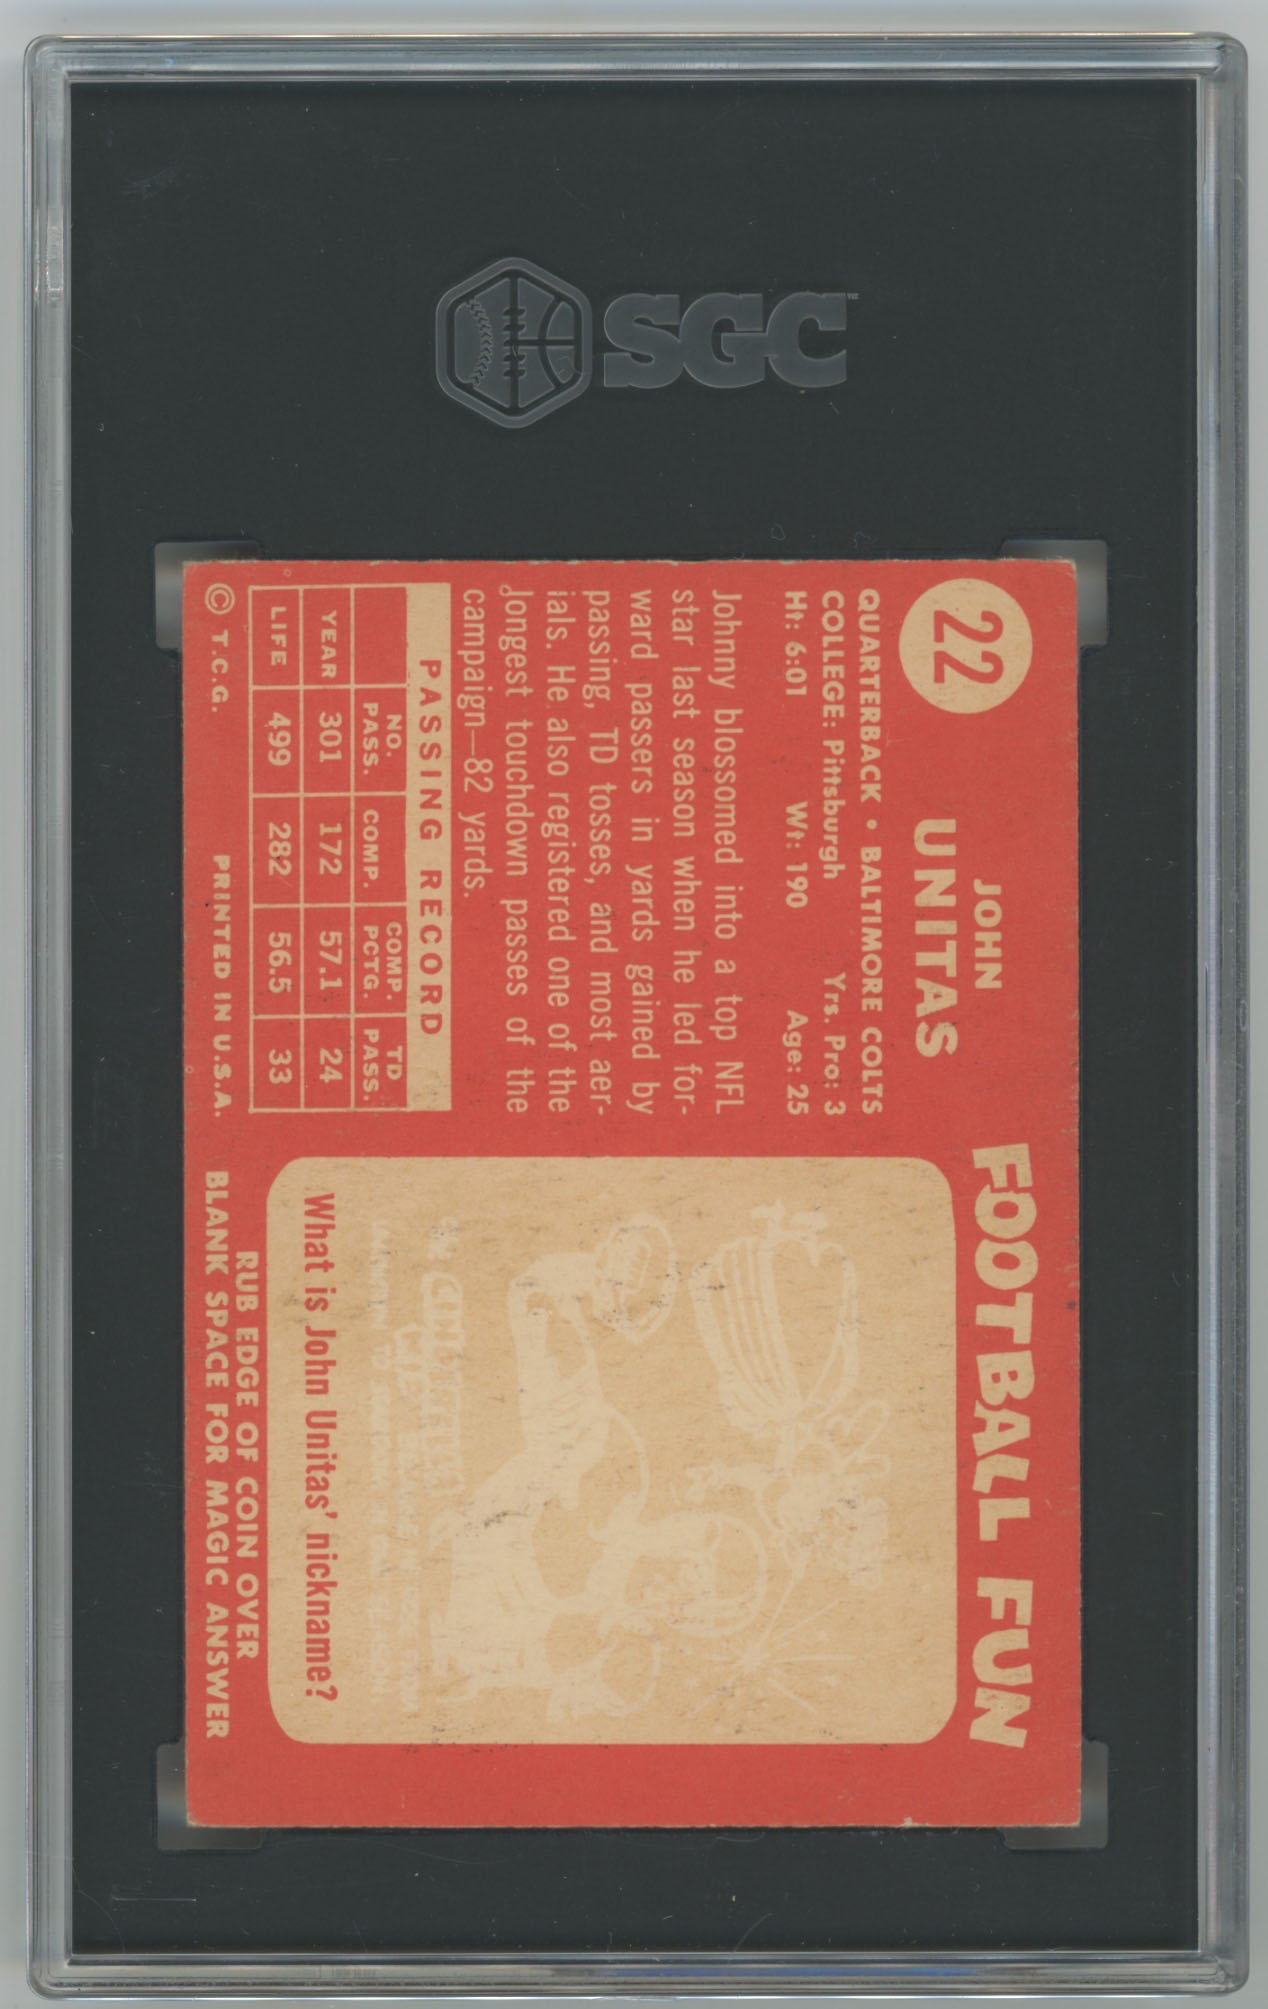 SGC
22
JOHN
UNITAS
QUARTERBACK • BALTIMORE COLTS
COLLEGE: Pittsburgh Yrs. Pro: 3
Ht: 6:01 Wt: 190 Age: 25
Johnny blossomed into a top NFL
star last season when he led for-
ward passers in yards gained by
passing, TD tosses, and most aer-
ials. He also registered one of the
longest touchdown passes of the
campaign—82 yards.
PASSING RECORD
NO. PASS. COMP. COMP. PCTG. TD PASS.
YEAR 301 172 57.1 24
LIFE 499 282 56.5 33
© T.C.G. PRINTED IN U.S.A.
FOOTBALL FUN
What is John Unitas' nickname?
RUB EDGE OF COIN OVER
BLANK SPACE FOR MAGIC ANSWER